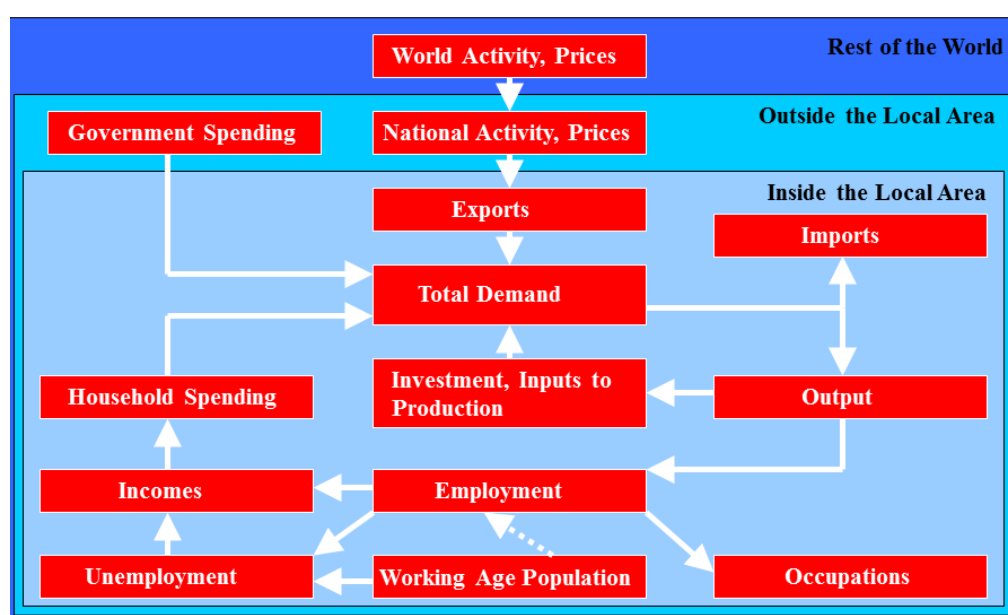 World Activity, Prices
Rest of the World
Government Spending
National Activity, Prices
Outside the Local Area
Inside the Local Area
Exports
Imports
Total Demand
Household Spending
Investment, Inputs to
Production
Output
Incomes
Employment
Unemployment
Working Age Population
Occupations